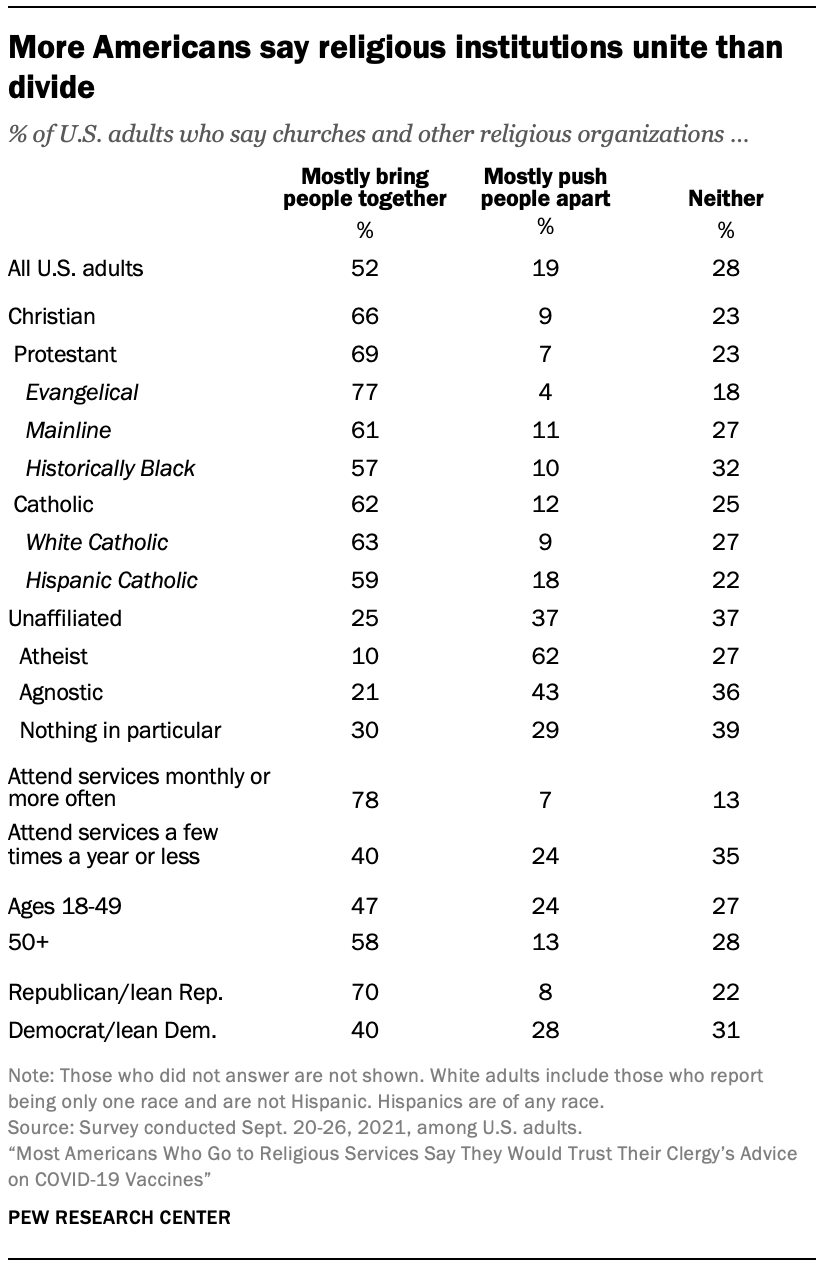 More Americans say religious institutions unite than
divide
% of U.S. adults who say churches and other religious organizations ...
Mostly bring people together Mostly push people apart Neither
% % %
All U.S. adults 52 19 28
Christian 66 9 23
Protestant 69 7 23
Evangelical 77 4 18
Mainline 61 11 27
Historically Black 57 10 32
Catholic 62 12 25
White Catholic 63 9 27
Hispanic Catholic 59 18 22
Unaffiliated 25 37 37
Atheist 10 62 27
Agnostic 21 43 36
Nothing in particular 30 29 39
Attend services monthly or
more often 78 7 13
Attend services a few
times a year or less 40 24 35
Ages 18-49 47 24 27
50+ 58 13 28
Republican/lean Rep. 70 8 22
Democrat/lean Dem. 40 28 31
Note: Those who did not answer are not shown. White adults include those who report
being only one race and are not Hispanic. Hispanics are of any race.
Source: Survey conducted Sept. 20-26, 2021, among U.S. adults.
“Most Americans Who Go to Religious Services Say They Would Trust Their Clergy’s Advice
on COVID-19 Vaccines”
PEW RESEARCH CENTER